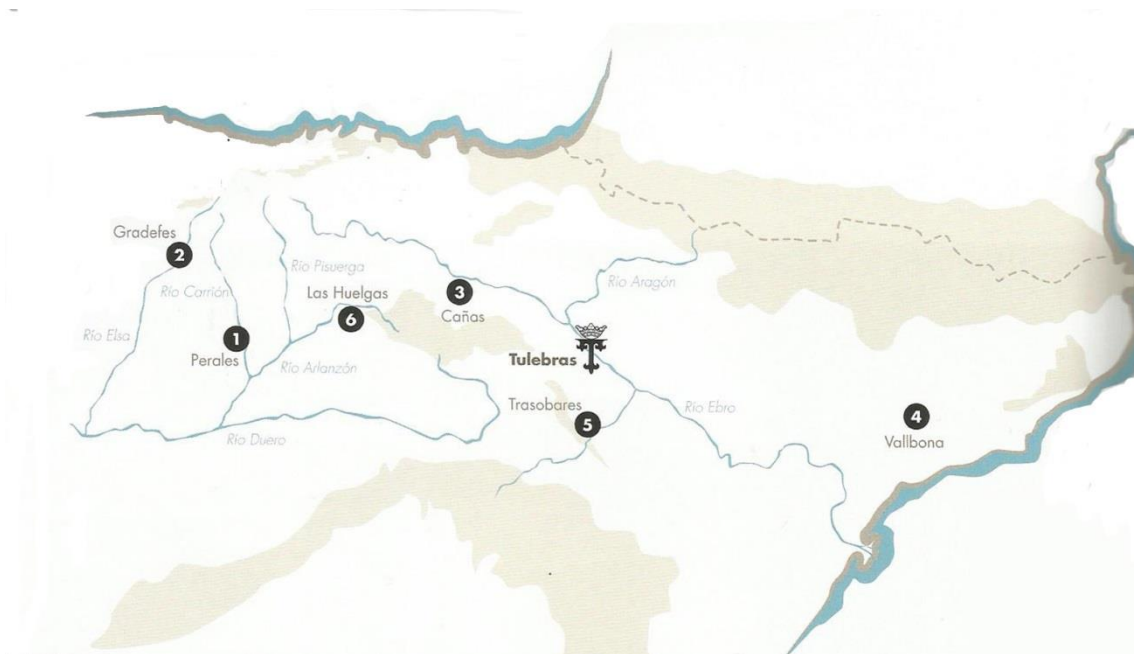 Gradefes
2
Río Pisuerga
Río Aragón
Río Carrión
Las Huelgas
3
6
Cañas
Río Elsa
1
Perales
Río Arlanzón
Tulebras
Trasobares
5
Río Ebro
4
Vallbona
Río Duero